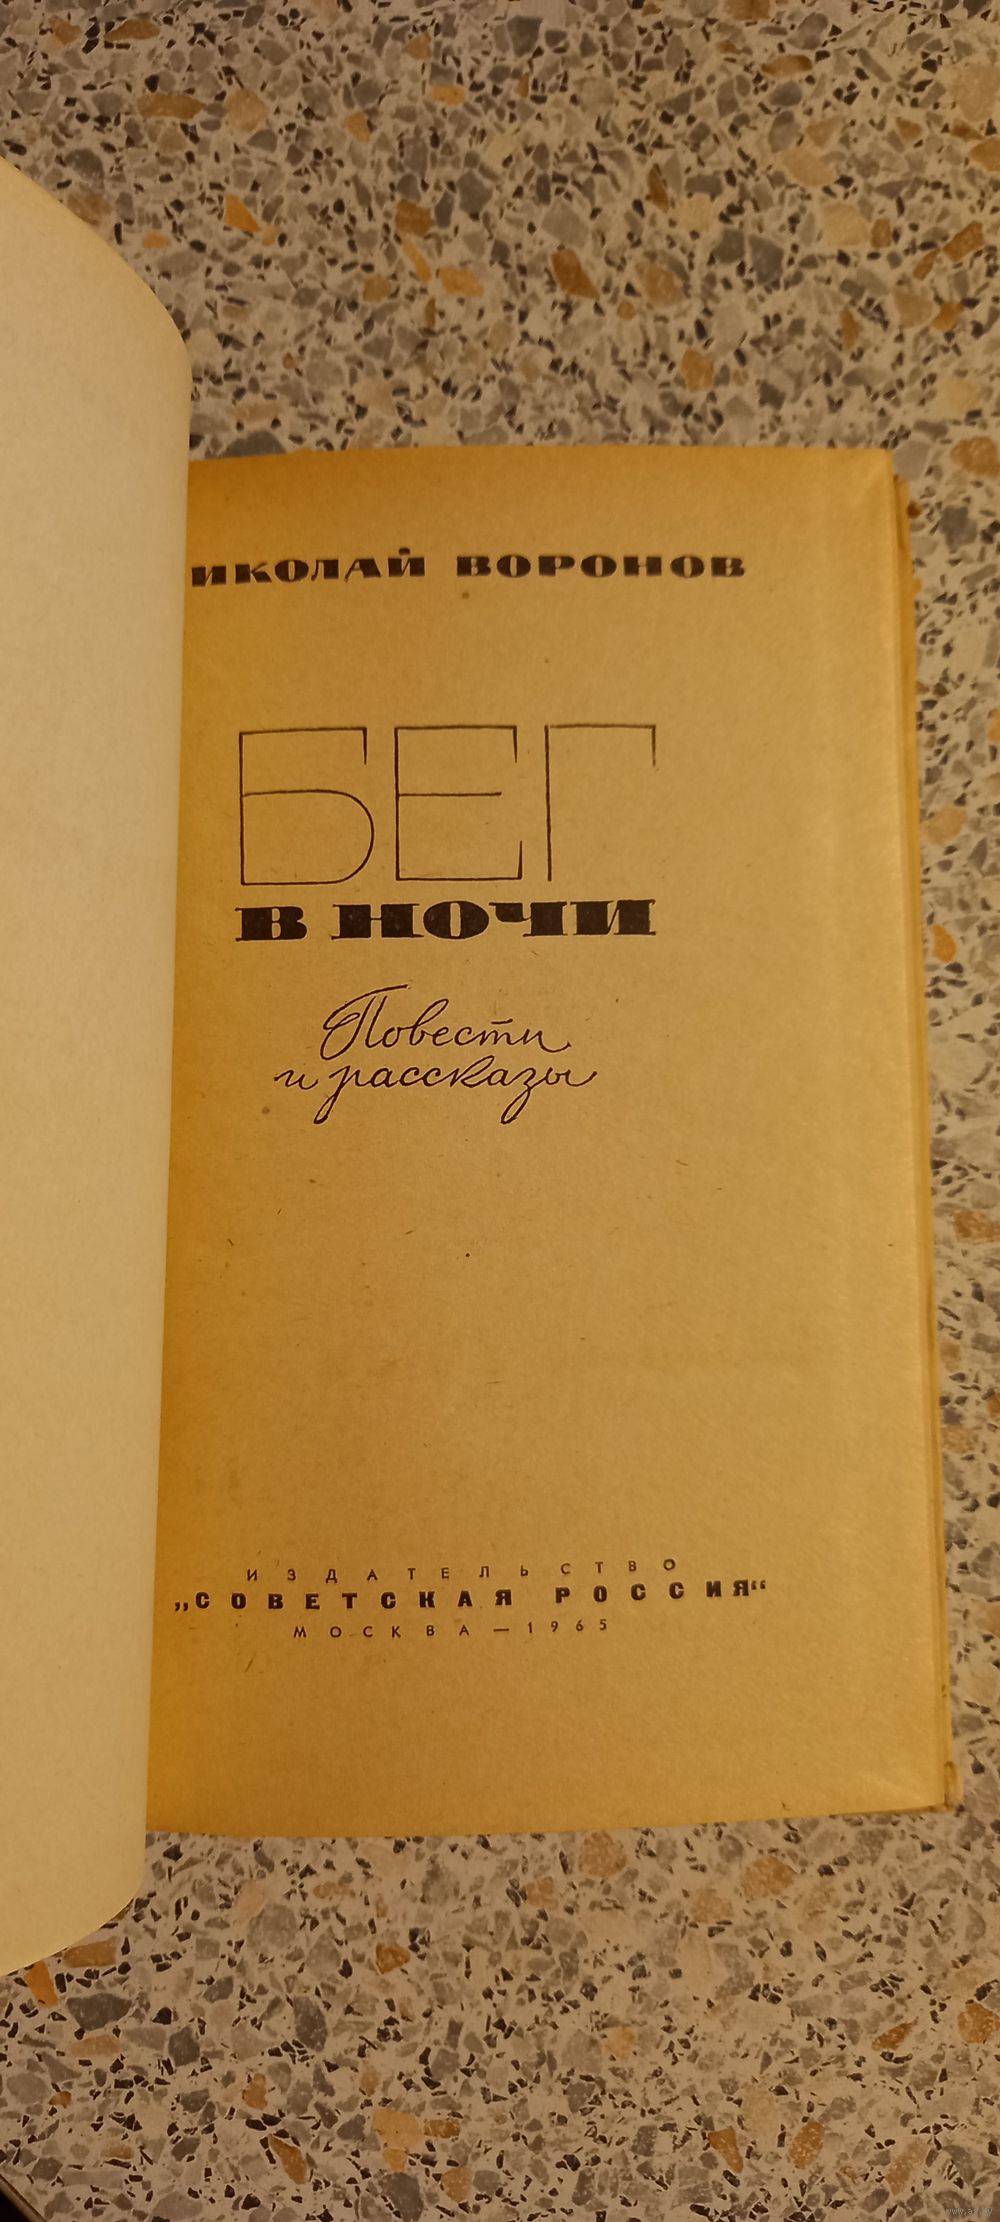 иколай Воронов
БЕГ
В НОЧИ
Повести
и рассказы
ИЗДАТЕЛЬСТВО
„СОВЕТСКАЯ РОССИЯ“
МОСКВА—1965